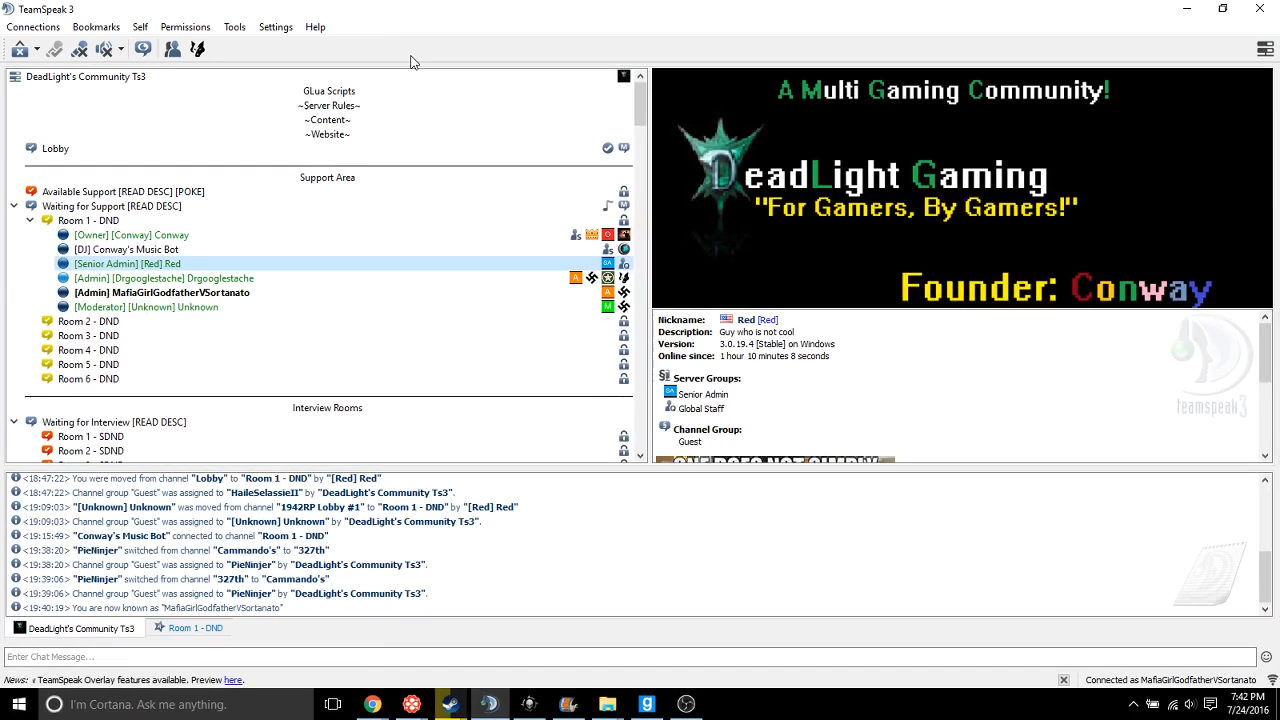 TeamSpeak 3
Connections Bookmarks Self Permissions Tools Settings Help
DeadLight's Community Ts3
GLua Scripts
~Server Rules~
~Content~
~Website~
Lobby
Support Area
Available Support [READ DESC] [POKE]
Waiting for Support [READ DESC]
Room 1 - DND
[Owner] [Conway] Conway
[DJ] Conway's Music Bot
[Senior Admin] [Red] Red
[Admin] [Drgooglestache] Drgooglestache
[Admin] MafiaGirlGodfatherVSortanato
[Moderator] [Unknown] Unknown
Room 2 - DND
Room 3 - DND
Room 4 - DND
Room 5 - DND
Room 6 - DND
Interview Rooms
Waiting for Interview [READ DESC]
Room 1 - SDND
Room 2 - SDND
A Multi Gaming Community!
DeadLight Gaming
"For Gamers, By Gamers!"
Founder: Conway
Nickname: Red [Red]
Description: Guy who is not cool
Version: 3.0.19.4 [Stable] on Windows
Online since: 1 hour 10 minutes 8 seconds
Server Groups:
SA Senior Admin
Global Staff
Channel Group:
Guest
teamspeak3
<18:47:22> You were moved from channel "Lobby" to "Room 1 - DND" by "[Red] Red"
<18:47:22> Channel group "Guest" was assigned to "HaileSelassieII" by "DeadLight's Community Ts3".
<19:09:03> "[Unknown] Unknown" was moved from channel "1942RP Lobby #1" to "Room 1 - DND" by "[Red] Red"
<19:09:03> Channel group "Guest" was assigned to "[Unknown] Unknown" by "DeadLight's Community Ts3".
<19:15:49> "Conway's Music Bot" connected to channel "Room 1 - DND"
<19:38:20> "PieNinjer" switched from channel "Cammando's" to "327th"
<19:38:20> Channel group "Guest" was assigned to "PieNinjer" by "DeadLight's Community Ts3".
<19:39:06> "PieNinjer" switched from channel "327th" to "Cammando's"
<19:39:06> Channel group "Guest" was assigned to "PieNinjer" by "DeadLight's Community Ts3".
<19:40:19> You are now known as "MafiaGirlGodfatherVSortanato"
DeadLight's Community Ts3 Room 1 - DND
Enter Chat Message...
News: TeamSpeak Overlay features available. Preview here. Connected as MafiaGirlGodfatherVSortanato
I'm Cortana. Ask me anything.
7:42 PM
7/24/2016